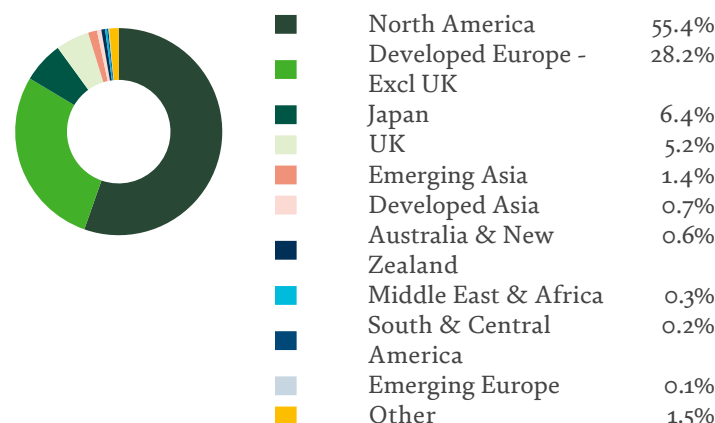 North America 55.4%
Developed Europe - 28.2%
Excl UK
Japan 6.4%
UK 5.2%
Emerging Asia 1.4%
Developed Asia 0.7%
Australia & New 0.6%
Zealand
Middle East & Africa 0.3%
South & Central 0.2%
America
Emerging Europe 0.1%
Other 1.5%